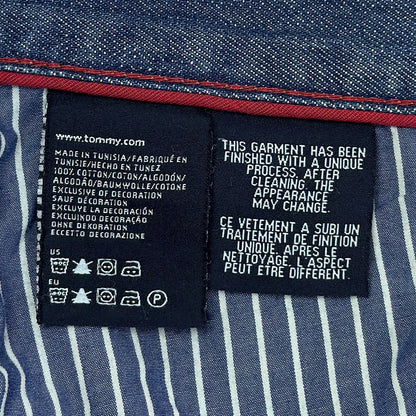 www.tommy.com
MADE IN TUNISIA/FABRIQUÉ EN
TUNISIE/HECHO EN TUNEZ
100% COTTON/COTON/ALGODÓN/
ALGODÃO/BAUMWOLLE/COTONE
EXCLUSIVE OF DECORATION
SAUF DÉCORATION
EXCLUYE LA DECORACIÓN
EXCLUINDO DECORAÇÃO
OHNE DEKORATION
ECCETTO DECORAZIONE
US
EU
P
THIS GARMENT HAS BEEN
FINISHED WITH A UNIQUE
PROCESS, AFTER
CLEANING, THE
APPEARANCE
MAY CHANGE.
CE VETEMENT A SUBI UN
TRAITEMENT DE FINITION
UNIQUE. APRÈS LE
NETTOYAGE, L'ASPECT
PEUT ETRE DIFFERENT.